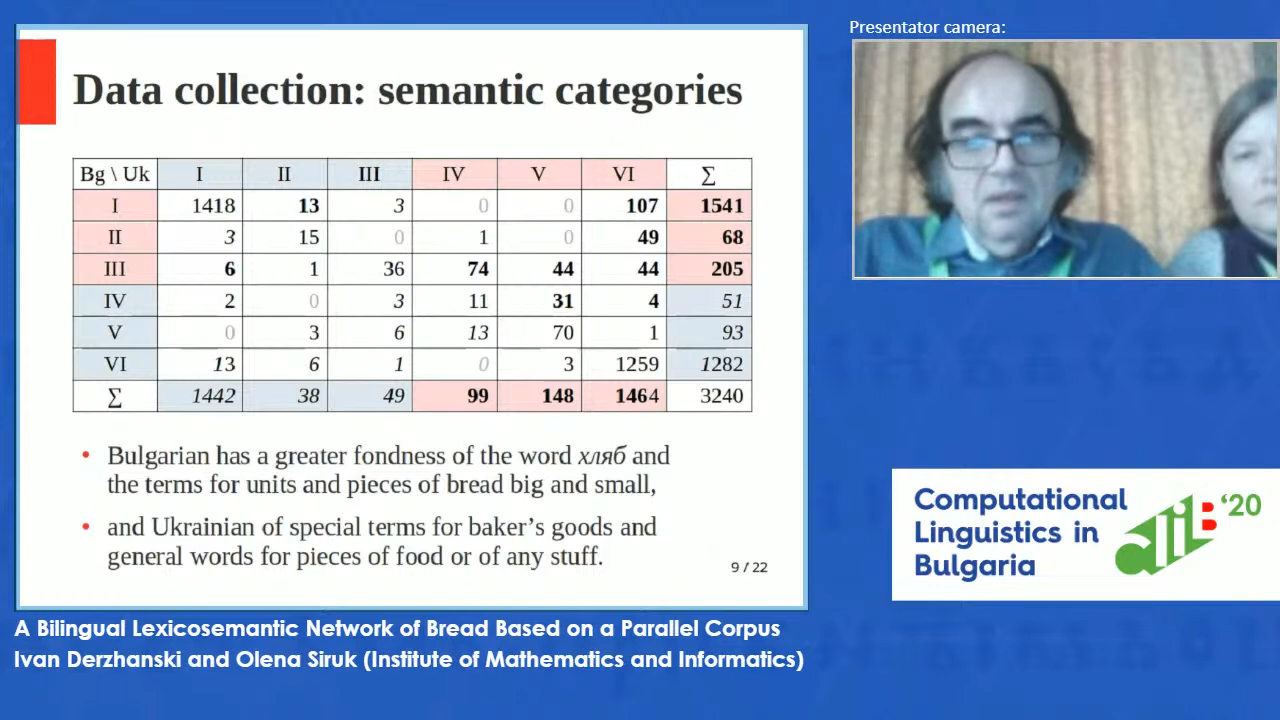 Presentator camera:
Data collection: semantic categories
Bg \ Uk I II III IV V VI ∑
I 1418 13 3 0 0 107 1541
II 3 15 0 1 0 49 68
III 6 1 36 74 44 44 205
IV 2 0 3 11 31 4 51
V 0 3 6 13 70 1 93
VI 13 6 1 0 3 1259 1282
∑ 1442 38 49 99 148 1464 3240
• Bulgarian has a greater fondness of the word хляб and
the terms for units and pieces of bread big and small,
• and Ukrainian of special terms for baker’s goods and
general words for pieces of food or of any stuff.
9 / 22
Computational
Linguistics in
Bulgaria
clib '20
A Bilingual Lexicosemantic Network of Bread Based on a Parallel Corpus
Ivan Derzhanski and Olena Siruk (Institute of Mathematics and Informatics)